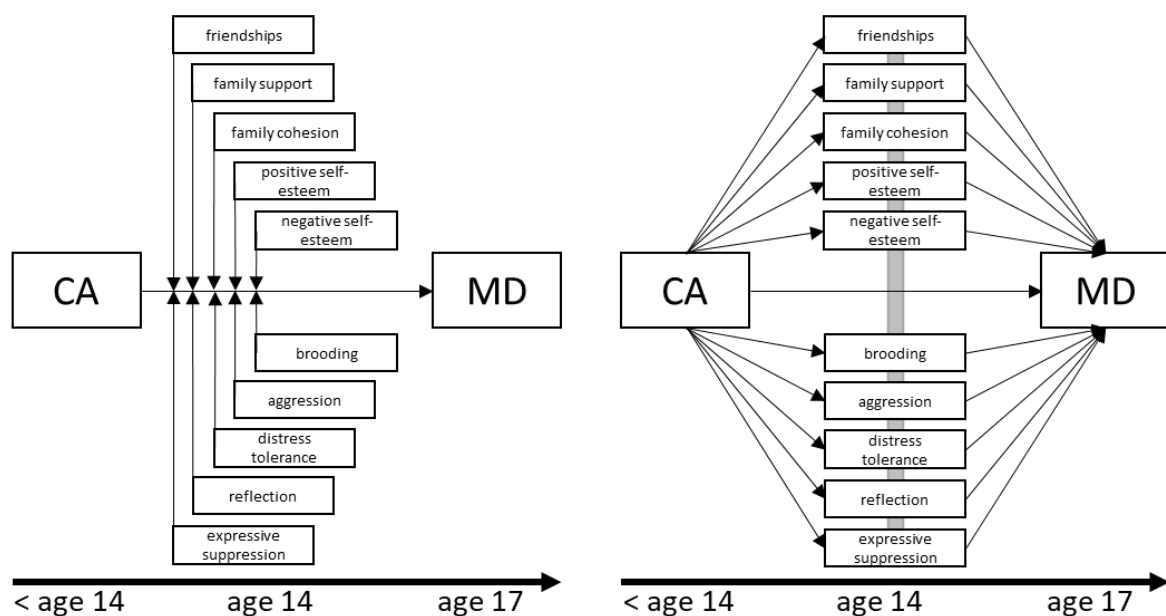 friendships
family support
family cohesion
positive self-
esteem
negative self-
esteem
CA
MD
brooding
aggression
distress
tolerance
reflection
expressive
suppression
< age 14
age 14
age 17
friendships
family support
family cohesion
positive self-
esteem
negative self-
esteem
CA
MD
brooding
aggression
distress
tolerance
reflection
expressive
suppression
< age 14
age 14
age 17